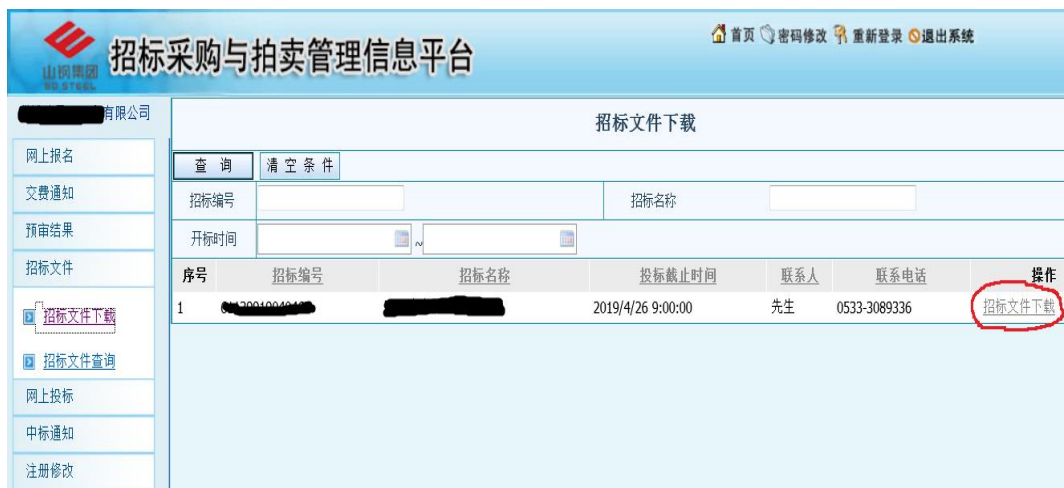 首页 密码修改 重新登录 退出系统
招标采购与拍卖管理信息平台
山钢集团
SD STEEL
有限公司
招标文件下载
网上报名
交费通知
预审结果
招标文件
招标文件下载
招标文件查询
网上投标
中标通知
注册修改
查 询 清 空 条 件
招标编号 招标名称
开标时间 ~
序号 招标编号 招标名称 投标截止时间 联系人 联系电话 操作
1 2019/4/26 9:00:00 先生 0533-3089336 招标文件下载